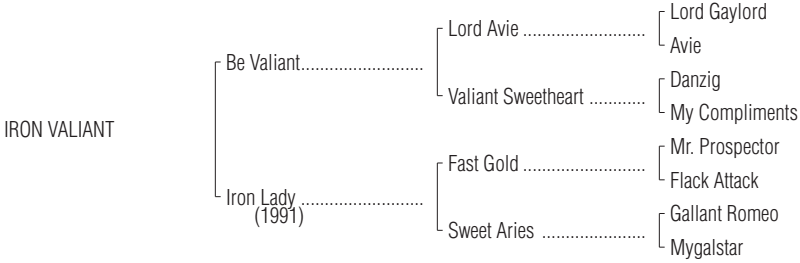 Lord Gaylord
Lord Avie ..........................
Avie
Be Valiant..........................
Danzig
Valiant Sweetheart ............
My Compliments
IRON VALIANT
Mr. Prospector
Fast Gold ..........................
Flack Attack
Iron Lady ..........................
(1991)
Gallant Romeo
Sweet Aries ......................
Mygalstar